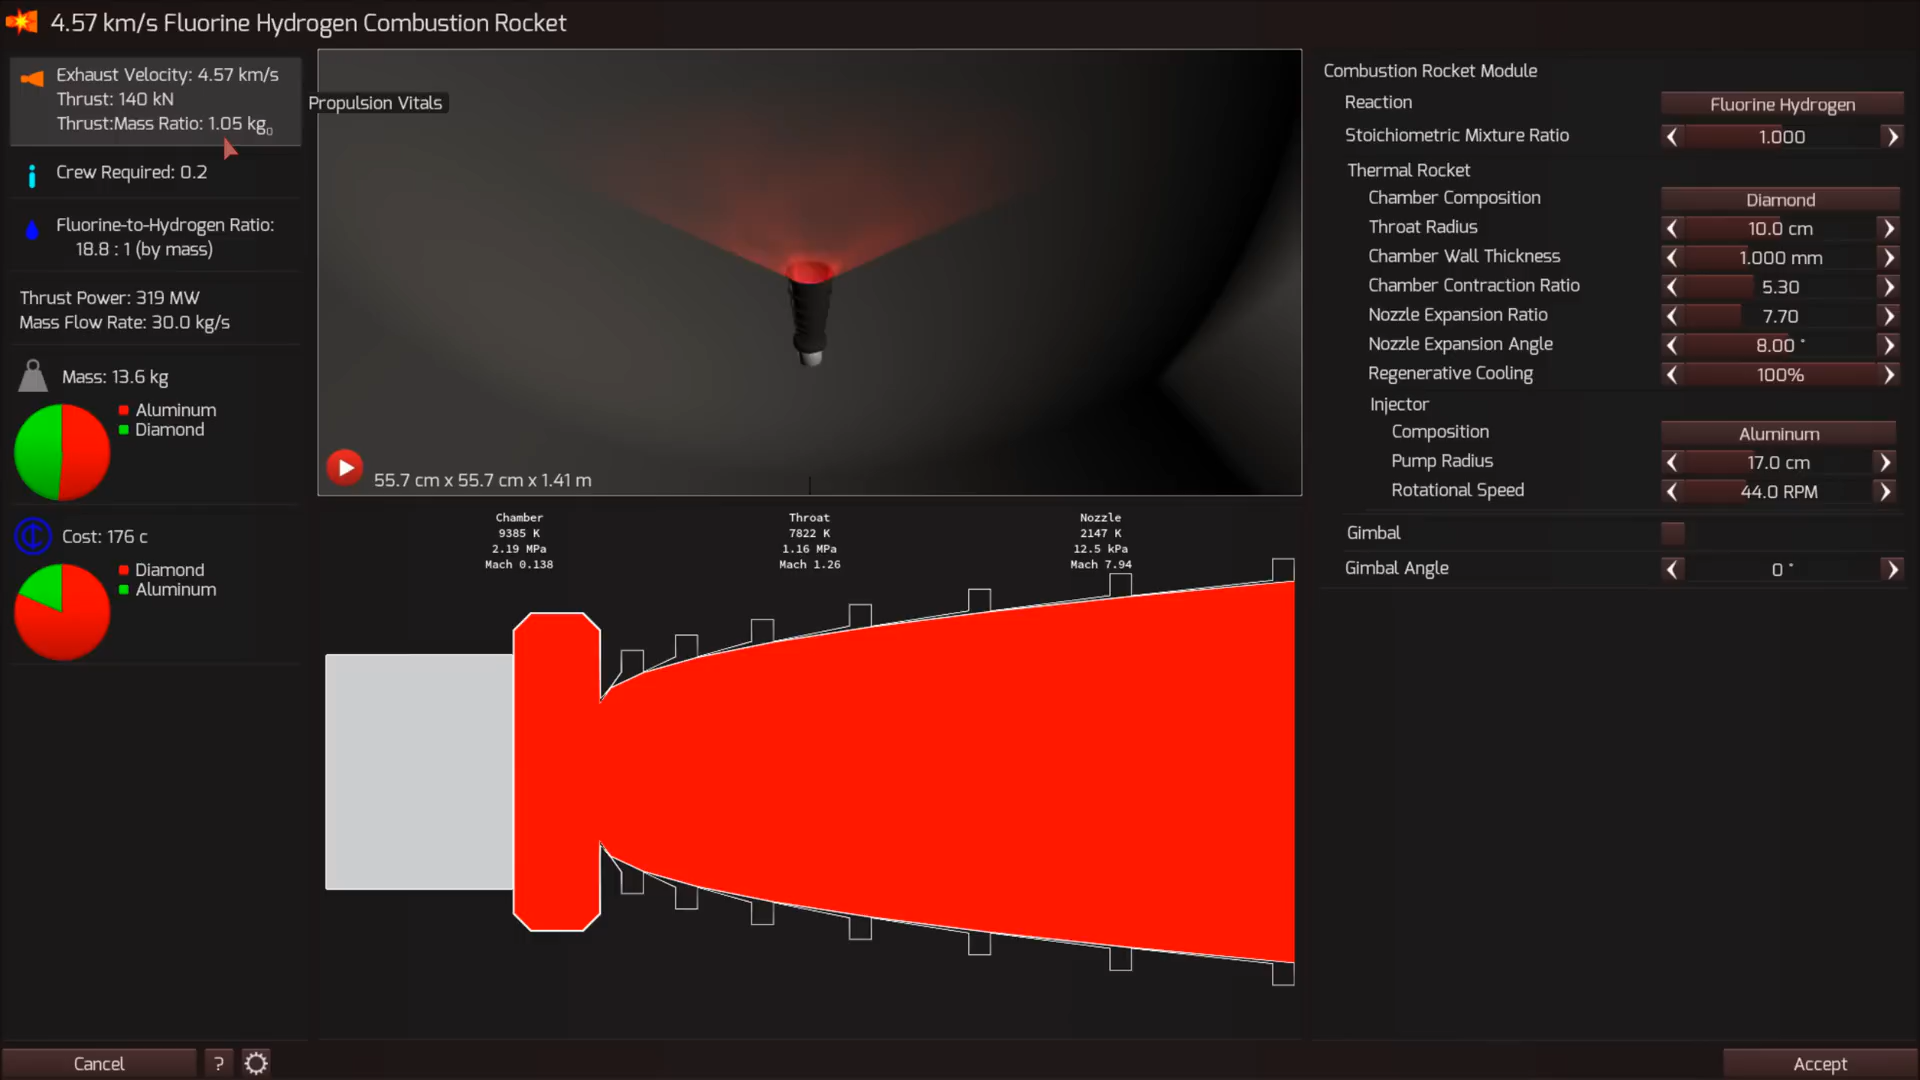 4.57 km/s Fluorine Hydrogen Combustion Rocket
Exhaust Velocity: 4.57 km/s
Thrust: 140 kN
Thrust:Mass Ratio: 1.05 kg₀
Propulsion Vitals
Crew Required: 0.2
Fluorine-to-Hydrogen Ratio:
18.8 : 1 (by mass)
Thrust Power: 319 MW
Mass Flow Rate: 30.0 kg/s
Mass: 13.6 kg
Aluminum
Diamond
Cost: 176 c
Diamond
Aluminum
55.7 cm x 55.7 cm x 1.41 m
Chamber
9385 K
2.19 MPa
Mach 0.138
Throat
7822 K
1.16 MPa
Mach 1.26
Nozzle
2147 K
12.5 kPa
Mach 7.94
Combustion Rocket Module
Reaction Fluorine Hydrogen
Stoichiometric Mixture Ratio 1.000
Thermal Rocket
Chamber Composition Diamond
Throat Radius 10.0 cm
Chamber Wall Thickness 1.000 mm
Chamber Contraction Ratio 5.30
Nozzle Expansion Ratio 7.70
Nozzle Expansion Angle 8.00 °
Regenerative Cooling 100%
Injector
Composition Aluminum
Pump Radius 17.0 cm
Rotational Speed 44.0 RPM
Gimbal
Gimbal Angle 0 °
Cancel
?
Accept